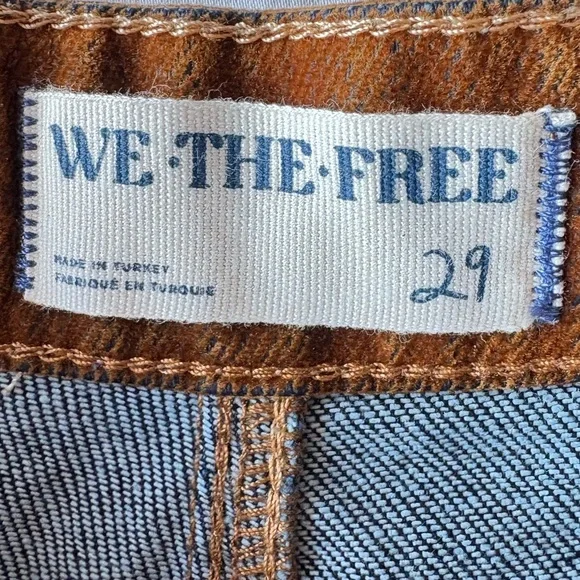 WE·THE·FREE
MADE IN TURKEY
FABRIQUÉ EN TURQUIE
29